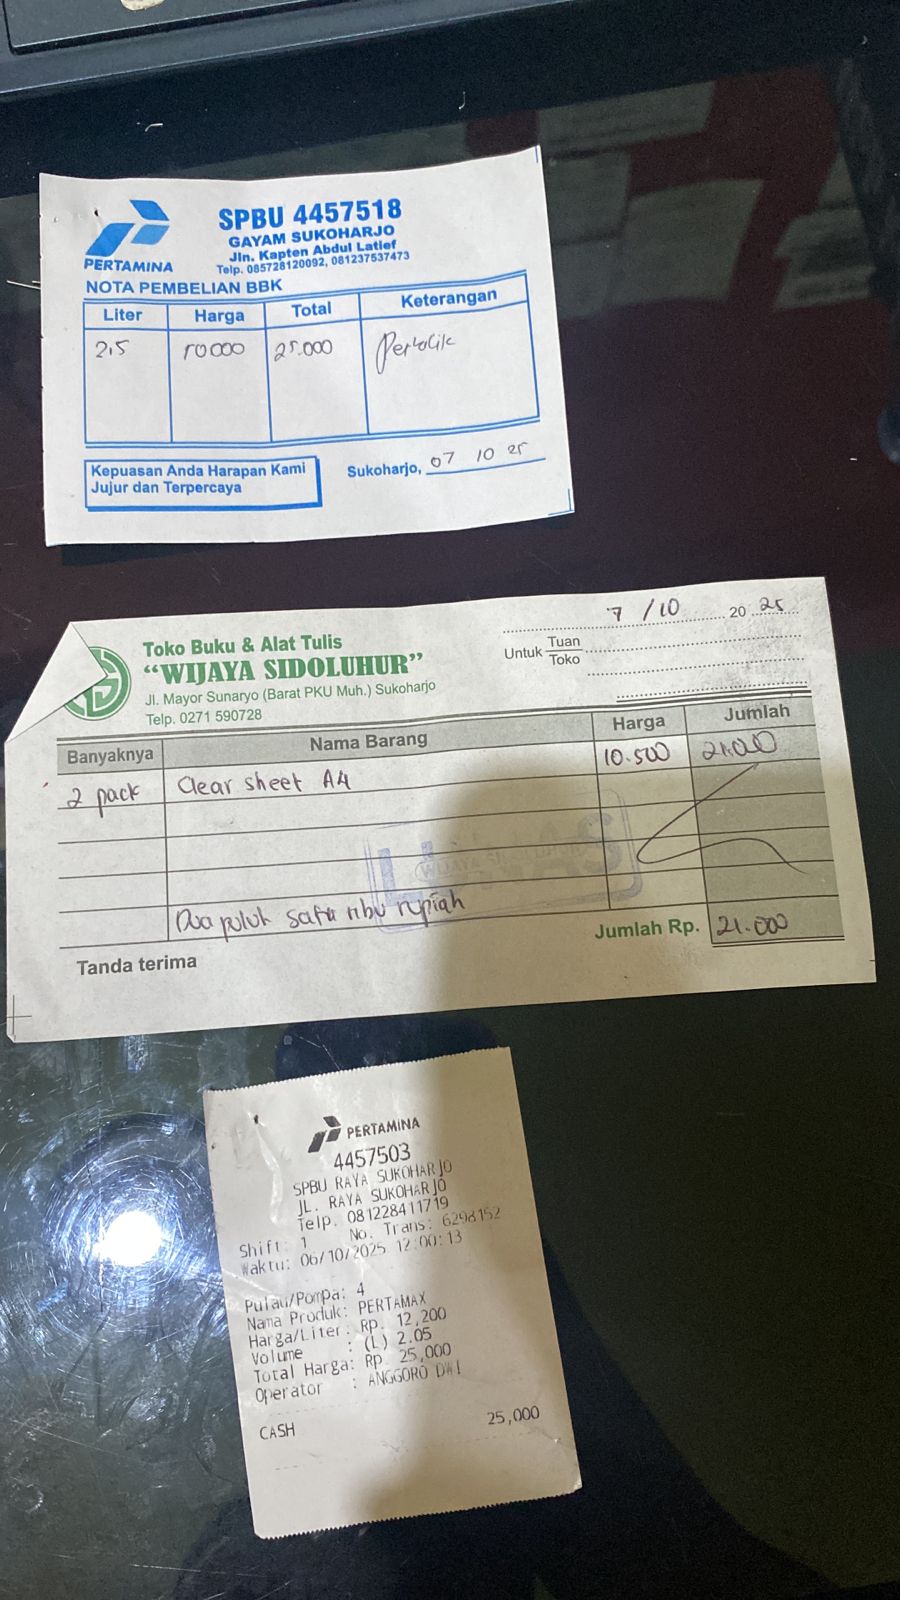 PERTAMINA
SPBU 4457518
GAYAM SUKOHARJO
Jln. Kapten Abdul Latief
Telp. 085728120092, 081237537473
NOTA PEMBELIAN BBK
Liter Harga Total Keterangan
2,5 10000 25.000 Pertalik
Kepuasan Anda Harapan Kami
Jujur dan Terpercaya
Sukoharjo, 07 10 25
Toko Buku & Alat Tulis
"WIJAYA SIDOLUHUR"
Jl. Mayor Sunaryo (Barat PKU Muh.) Sukoharjo
Telp. 0271 590728
7 / 10 20 25
Untuk Tuan
Toko
Banyaknya Nama Barang Harga Jumlah
2 pack Clear sheet A4 10.500 21.000
LUNAS
Dua puluh satu ribu rupiah
Jumlah Rp. 21.000
Tanda terima
PERTAMINA
4457503
SPBU RAYA SUKOHARJO
JL. RAYA SUKOHARJO
Telp. 081228411719
Shift: 1 No. Trans: 6298152
Waktu: 06/10/2025 12:00:13
Pulau/Pompa: 4
Nama Produk: PERTAMAX
Harga/Liter: Rp. 12,200
Volume : (L) 2.05
Total Harga: Rp. 25,000
Operator : ANGGORO DWI
CASH 25,000